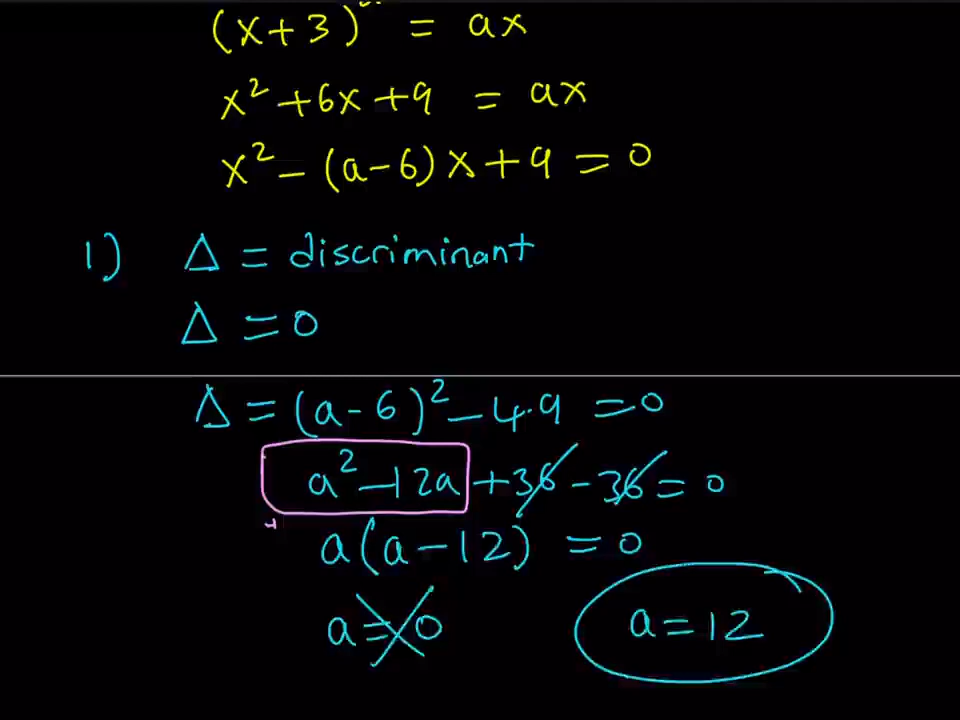 (x+3)² = ax
x² + 6x + 9 = ax
x² - (a-6)x + 9 = 0
1) Δ = discriminant
Δ = 0
Δ = (a-6)² - 4·9 = 0
a² - 12a + 36 - 36 = 0
a(a-12) = 0
a = 0 a = 12